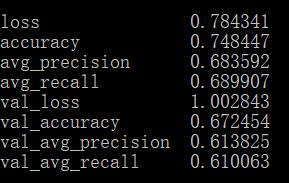 loss 0.784341
accuracy 0.748447
avg_precision 0.683592
avg_recall 0.689907
val_loss 1.002843
val_accuracy 0.672454
val_avg_precision 0.613825
val_avg_recall 0.610063